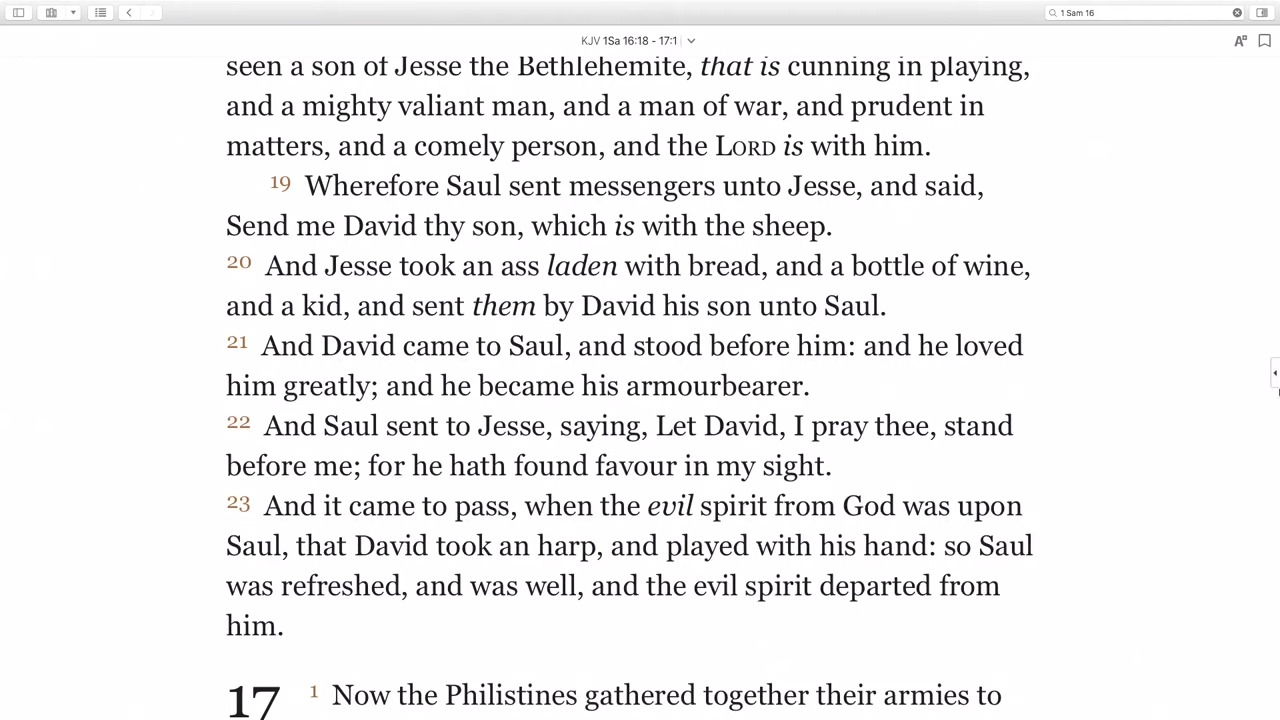 1 Sam 16
KJV 1Sa 16:18 - 17:1
seen a son of Jesse the Bethlehemite, that is cunning in playing,
and a mighty valiant man, and a man of war, and prudent in
matters, and a comely person, and the LORD is with him.
19 Wherefore Saul sent messengers unto Jesse, and said,
Send me David thy son, which is with the sheep.
20 And Jesse took an ass laden with bread, and a bottle of wine,
and a kid, and sent them by David his son unto Saul.
21 And David came to Saul, and stood before him: and he loved
him greatly; and he became his armourbearer.
22 And Saul sent to Jesse, saying, Let David, I pray thee, stand
before me; for he hath found favour in my sight.
23 And it came to pass, when the evil spirit from God was upon
Saul, that David took an harp, and played with his hand: so Saul
was refreshed, and was well, and the evil spirit departed from
him.
17 1 Now the Philistines gathered together their armies to